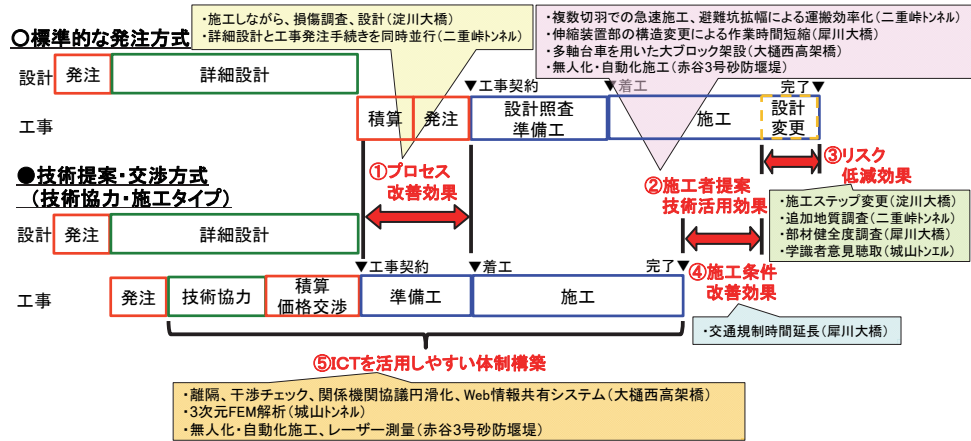 ・施工しながら、損傷調査、設計(淀川大橋)
・詳細設計と工事発注手続きを同時並行(二重峠トンネル)
・複数切羽での急速施工、避難坑拡幅による運搬効率化(二重峠トンネル)
・伸縮装置部の構造変更による作業時間短縮(犀川大橋)
・多軸台車を用いた大ブロック架設(大樋西高架橋)
・無人化・自動化施工(赤谷3号砂防堰堤)
○標準的な発注方式
設計
発注
詳細設計
▼工事契約
▼着工
完了▼
工事
積算
発注
設計照査
準備工
施工
設計
変更
①プロセス
改善効果
②施工者提案
技術活用効果
③リスク
低減効果
・施工ステップ変更(淀川大橋)
・追加地質調査(二重峠トンネル)
・部材健全度調査(犀川大橋)
・学識者意見聴取(城山トンエル)
●技術提案・交渉方式
(技術協力・施工タイプ)
設計
発注
詳細設計
▼工事契約
▼着工
完了▼
④施工条件
改善効果
・交通規制時間延長(犀川大橋)
工事
発注
技術協力
積算
価格交渉
準備工
施工
⑤ICTを活用しやすい体制構築
・離隔、干渉チェック、関係機関協議円滑化、Web情報共有システム(大樋西高架橋)
・3次元FEM解析(城山トンネル)
・無人化・自動化施工、レーザー測量(赤谷3号砂防堰堤)